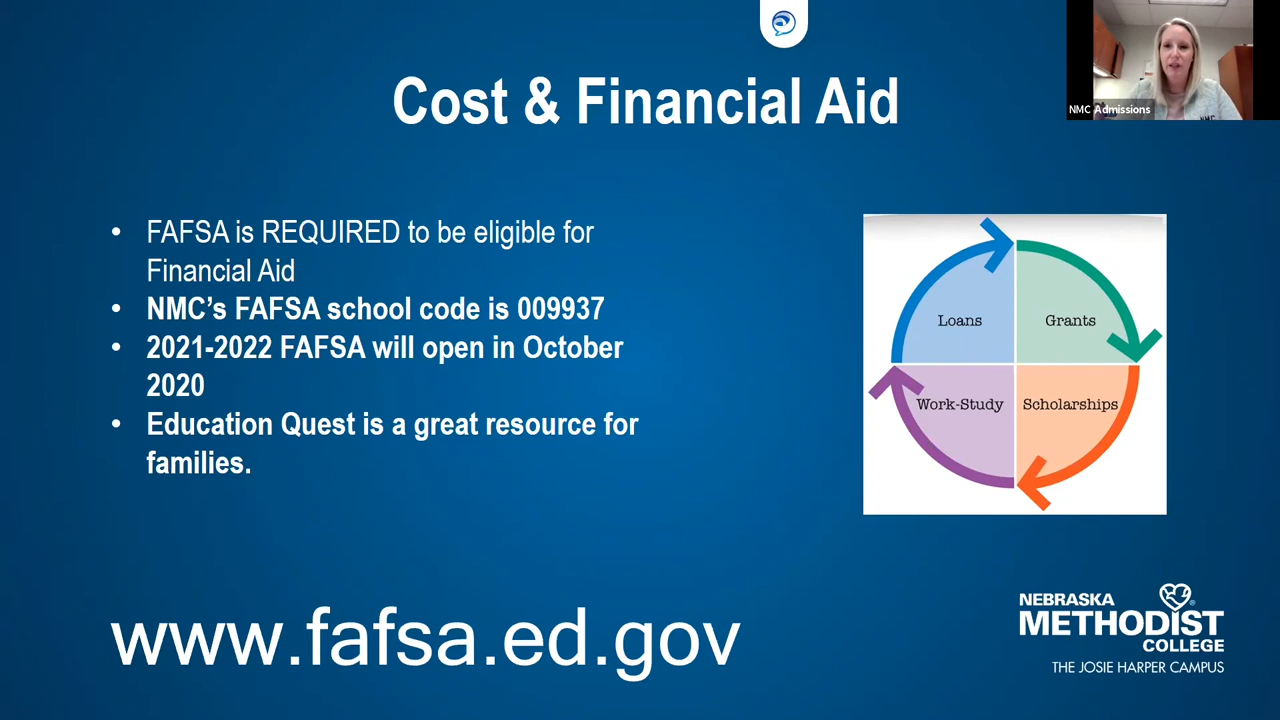 NMC Admissions
Cost & Financial Aid
• FAFSA is REQUIRED to be eligible for
Financial Aid
• NMC’s FAFSA school code is 009937
• 2021-2022 FAFSA will open in October
2020
• Education Quest is a great resource for
families.
Loans
Grants
Work-Study
Scholarships
www.fafsa.ed.gov
NEBRASKA
METHODIST
COLLEGE
THE JOSIE HARPER CAMPUS